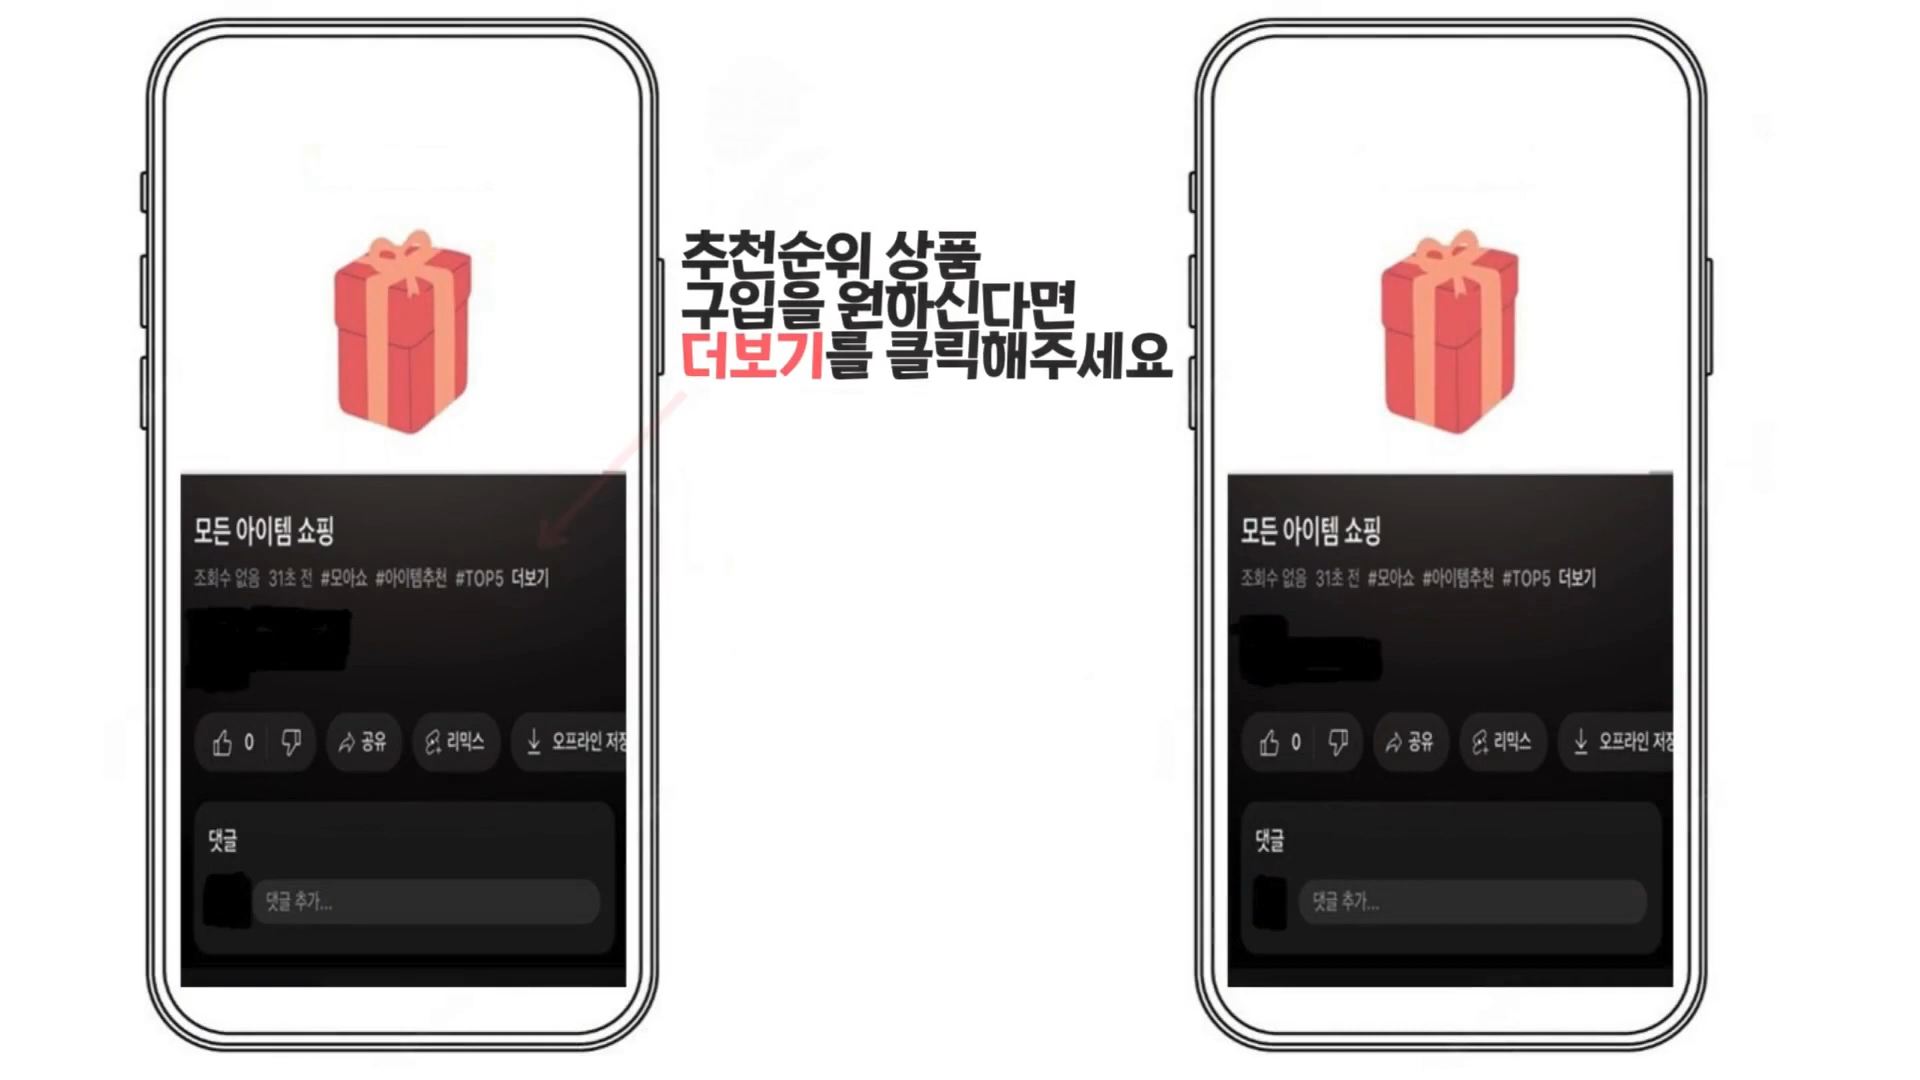 추천순위 상품
구입을 원하신다면
더보기를 클릭해주세요
모든 아이템 쇼핑
조회수 없음 31초 전 #모아쇼 #아이템추천 #TOP5 더보기
0 공유 리믹스 오프라인 저장
댓글
댓글 추가...
모든 아이템 쇼핑
조회수 없음 31초 전 #모아쇼 #아이템추천 #TOP5 더보기
0 공유 리믹스 오프라인 저장
댓글
댓글 추가...